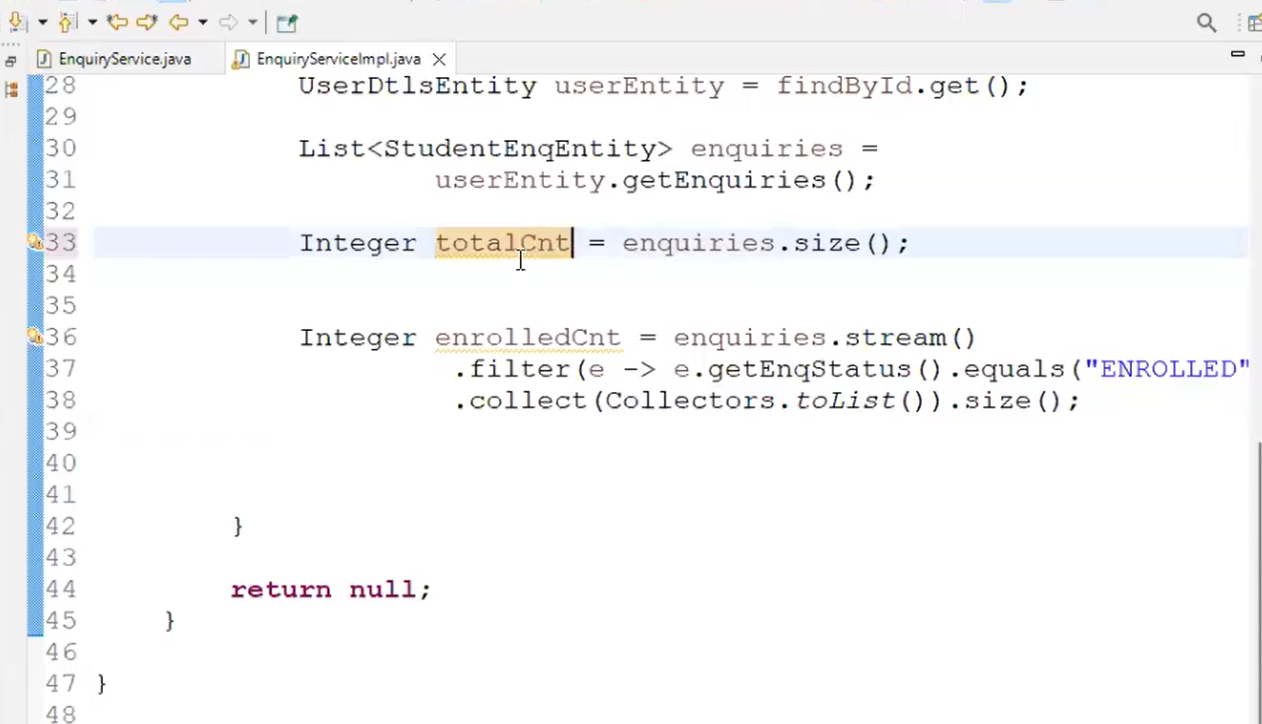 EnquiryService.java EnquiryServiceImpl.java
28 UserDtlsEntity userEntity = findById.get();
29
30 List<StudentEnqEntity> enquiries =
31 userEntity.getEnquiries();
32
33 Integer totalCnt = enquiries.size();
34
35
36 Integer enrolledCnt = enquiries.stream()
37 .filter(e -> e.getEnqStatus().equals("ENROLLED"
38 .collect(Collectors.toList()).size();
39
40
41
42 }
43
44 return null;
45 }
46
47 }
48